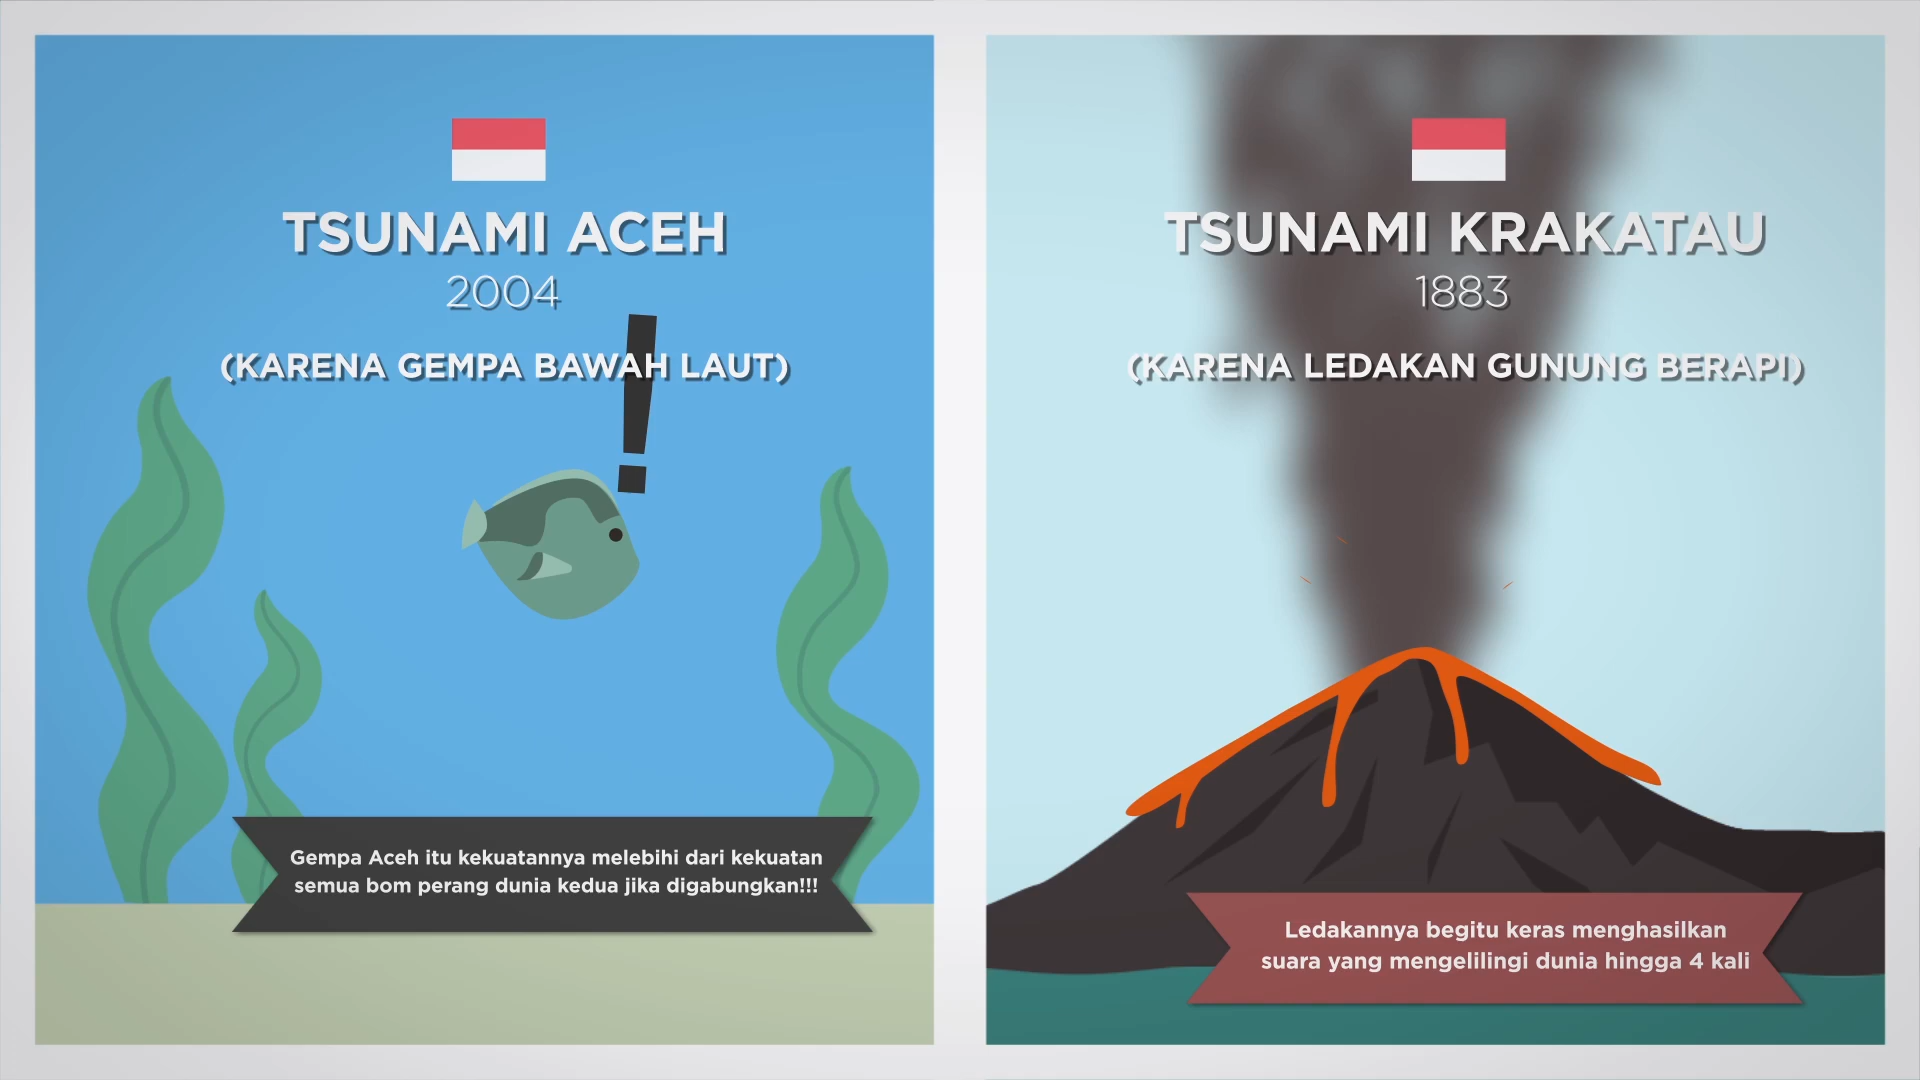 TSUNAMI ACEH
2004
(KARENA GEMPA BAWAH LAUT)
!
Gempa Aceh itu kekuatannya melebihi dari kekuatan
semua bom perang dunia kedua jika digabungkan!!!
TSUNAMI KRAKATAU
1883
(KARENA LEDAKAN GUNUNG BERAPI)
Ledakannya begitu keras menghasilkan
suara yang mengelilingi dunia hingga 4 kali